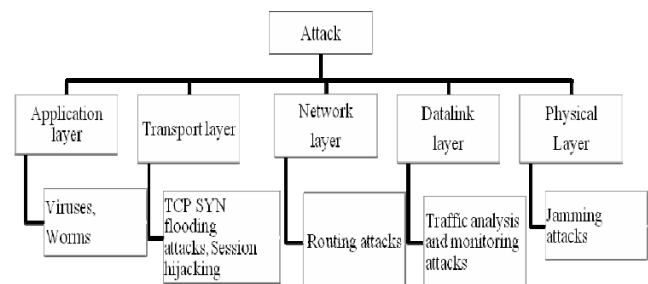 Attack
Application
layer
Transport layer
Network
layer
Datalink
layer
Physical
Layer
Viruses,
Worms
TCP SYN
flooding
attacks, Session
hijacking
Routing attacks
Traffic analysis
and monitoring
attacks
Jamming
attacks